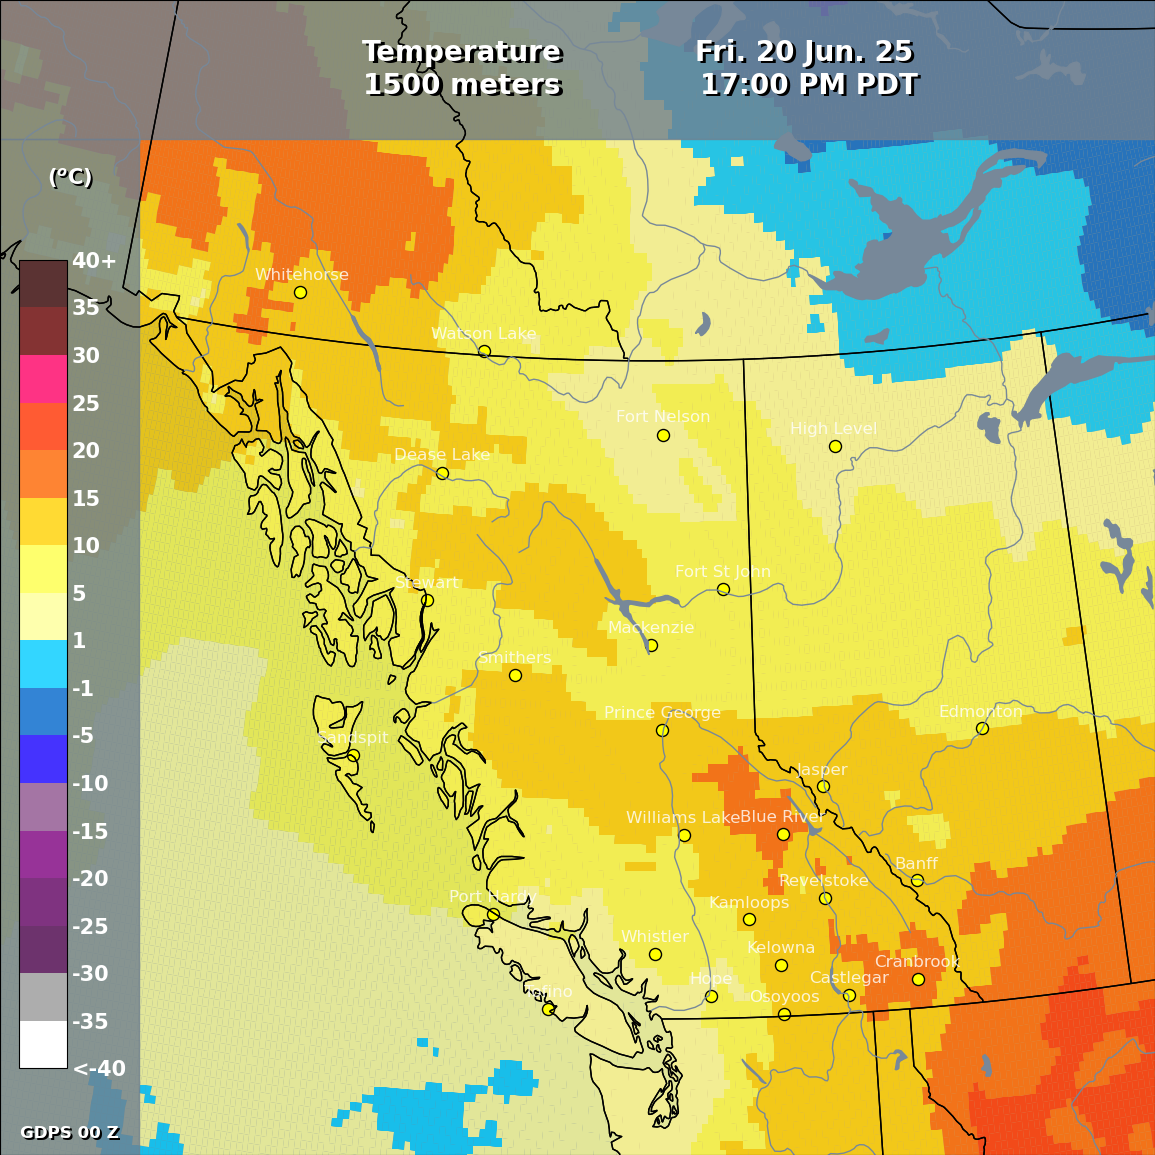 Temperature
1500 meters
Fri. 20 Jun. 25
17:00 PM PDT
(ºC)
40+
35
30
25
20
15
10
5
1
-1
-5
-10
-15
-20
-25
-30
-35
<-40
GDPS 00 Z
Whitehorse
Watson Lake
Fort Nelson
High Level
Dease Lake
Fort St John
Stewart
Mackenzie
Smithers
Prince George
Edmonton
Sandspit
Jasper
Williams Lake
Blue River
Banff
Revelstoke
Port Hardy
Kamloops
Whistler
Kelowna
Cranbrook
Hope
Castlegar
Tofino
Osoyoos